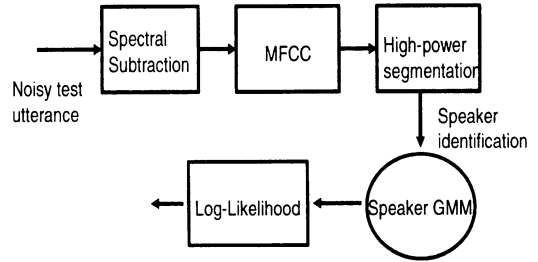 Spectral
Subtraction
MFCC
High-power
segmentation
Noisy test
utterance
Speaker
identification
Log-Likelihood
Speaker GMM